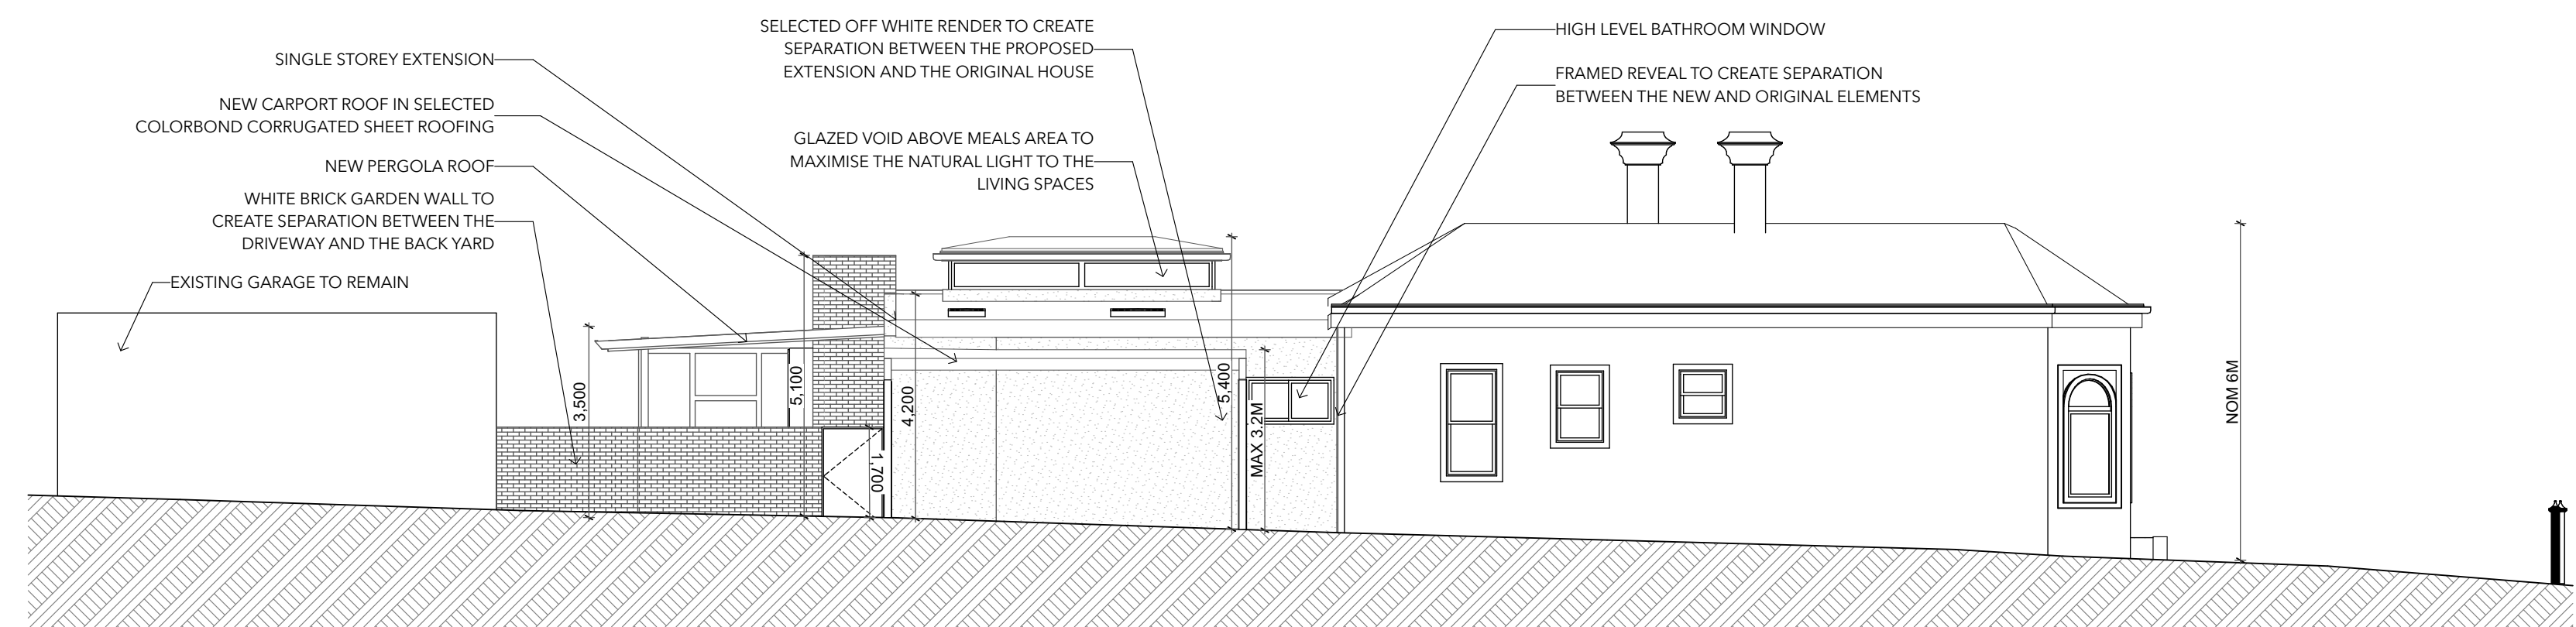 SELECTED OFF WHITE RENDER TO CREATE
SEPARATION BETWEEN THE PROPOSED
EXTENSION AND THE ORIGINAL HOUSE
HIGH LEVEL BATHROOM WINDOW
SINGLE STOREY EXTENSION
FRAMED REVEAL TO CREATE SEPARATION
BETWEEN THE NEW AND ORIGINAL ELEMENTS
NEW CARPORT ROOF IN SELECTED
COLORBOND CORRUGATED SHEET ROOFING
GLAZED VOID ABOVE MEALS AREA TO
MAXIMISE THE NATURAL LIGHT TO THE
LIVING SPACES
NEW PERGOLA ROOF
WHITE BRICK GARDEN WALL TO
CREATE SEPARATION BETWEEN THE
DRIVEWAY AND THE BACK YARD
EXISTING GARAGE TO REMAIN
3,500
5,100
1,700
4,200
5,400
MAX 3.2M
NOM 6M